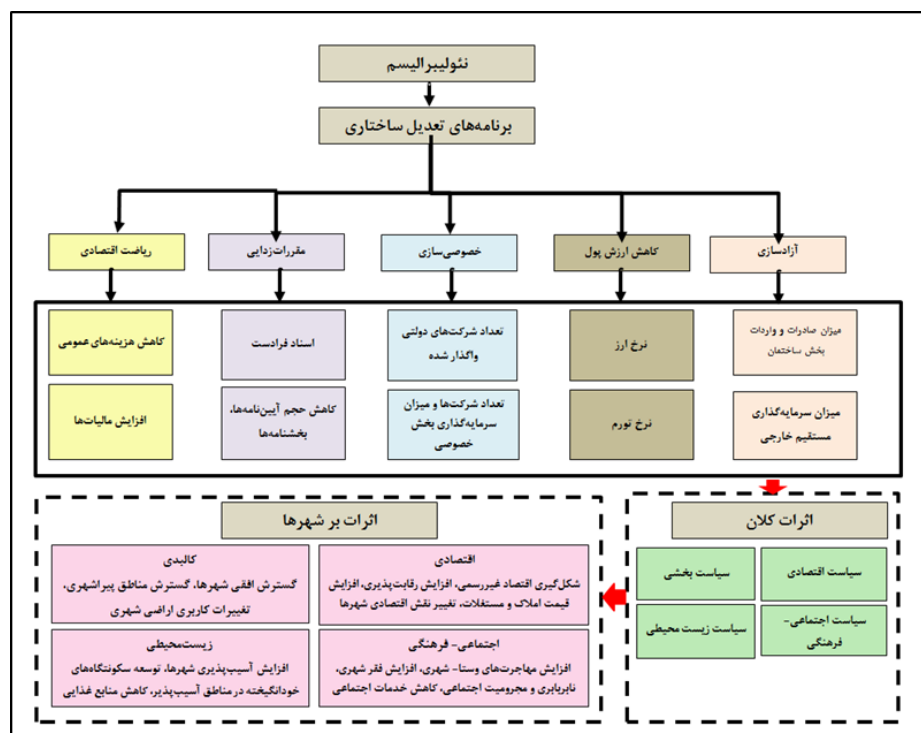 نئولیبرالیسم
برنامه‌های تعدیل ساختاری
آزادسازی
کاهش ارزش پول
خصوصی‌سازی
مقررات‌زدایی
ریاضت اقتصادی
میزان صادرات و واردات
بخش ساختمان
نرخ ارز
تعداد شرکت‌های دولتی
واگذار شده
اسناد فرادست
کاهش هزینه‌های عمومی
میزان سرمایه‌گذاری
مستقیم خارجی
نرخ تورم
تعداد شرکت‌ها و میزان
سرمایه‌گذاری بخش
خصوصی
کاهش حجم آیین‌نامه‌ها،
بخشنامه‌ها
افزایش مالیات‌ها
اثرات کلان
سیاست اقتصادی
سیاست بخشی
سیاست اجتماعی-
فرهنگی
سیاست زیست محیطی
اثرات بر شهرها
اقتصادی
شکل‌گیری اقتصاد غیررسمی، افزایش رقابت‌پذیری، افزایش
قیمت املاک و مستغلات، تغییر نقش اقتصادی شهرها
کالبدی
گسترش افقی شهرها، گسترش مناطق پیراشهری،
تغییرات کاربری اراضی شهری
اجتماعی- فرهنگی
افزایش مهاجرت‌های وستا- شهری، افزایش فقر شهری،
نابربابری و مجرومیت اجتماعی، کاهش خدمات اجتماعی
زیست‌محیطی
افزایش آسیب‌پذیری شهرها، توسعه سکونتگاه‌های
خودانگیخته در مناطق آسیب‌پذیر، کاهش منابع غذایی